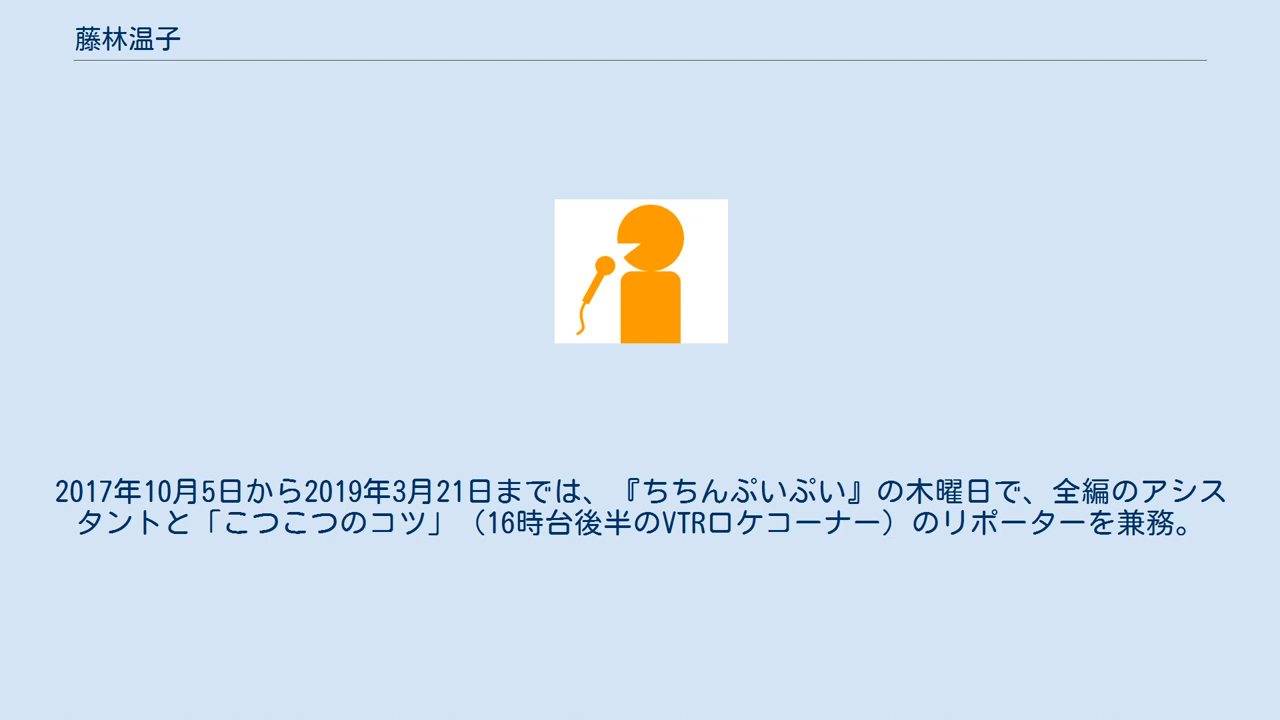 藤林温子
2017年10月5日から2019年3月21日までは、『ちちんぷいぷい』の木曜日で、全編のアシス
タントと「こつこつのコツ」（16時台後半のVTRロケコーナー）のリポーターを兼務。